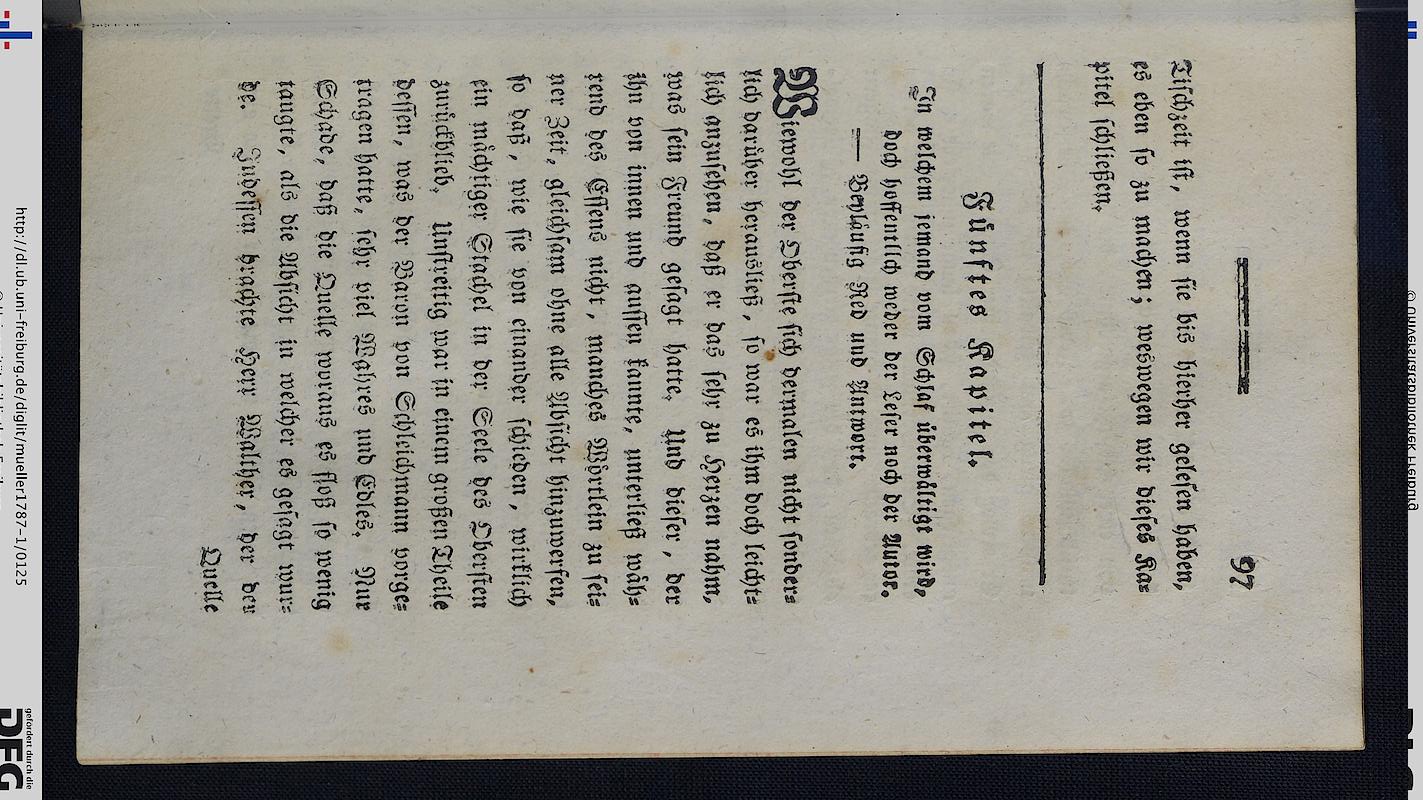 97
Tischzeit ist, wenn sie bis hierher gelesen haben,
es eben so zu machen; weswegen wir dieses Ka-
pitel schließen.
Fünftes Kapitel.
In welchem jemand vom Schlaf überwältigt wird,
doch hoffentlich weder der Leser noch der Autor.
— Beyläufig Red und Antwort.
Wiewohl der Oberste sich dermalen nicht sonder-
lich darüber herausließ, so war es ihm doch leicht-
lich anzusehen, daß er das sehr zu Herzen nahm,
was sein Freund gesagt hatte. Und dieser, der
ihn von innen und aussen kannte, unterließ wäh-
rend des Essens nicht, manches Wörtlein zu sei-
ner Zeit, gleichsam ohne alle Absicht hinzuwerfen,
so daß, wie sie von einander schieden, wirklich
ein mächtiger Stachel in der Seele des Obersten
zurückblieb. Unstreitig war in einem großen Theile
dessen, was der Baron von Schleichmann vorge-
tragen hatte, sehr viel Wahres und Edles. Nur
Schade, daß die Quelle woraus es floß so wenig
taugte, als die Absicht in welcher es gesagt wur-
de. Indessen brachte Herr Walther, der der
Quelle
http://dl.ub.uni-freiburg.de/diglit/mueller1787-1/0125
gefördert durch die
DFG